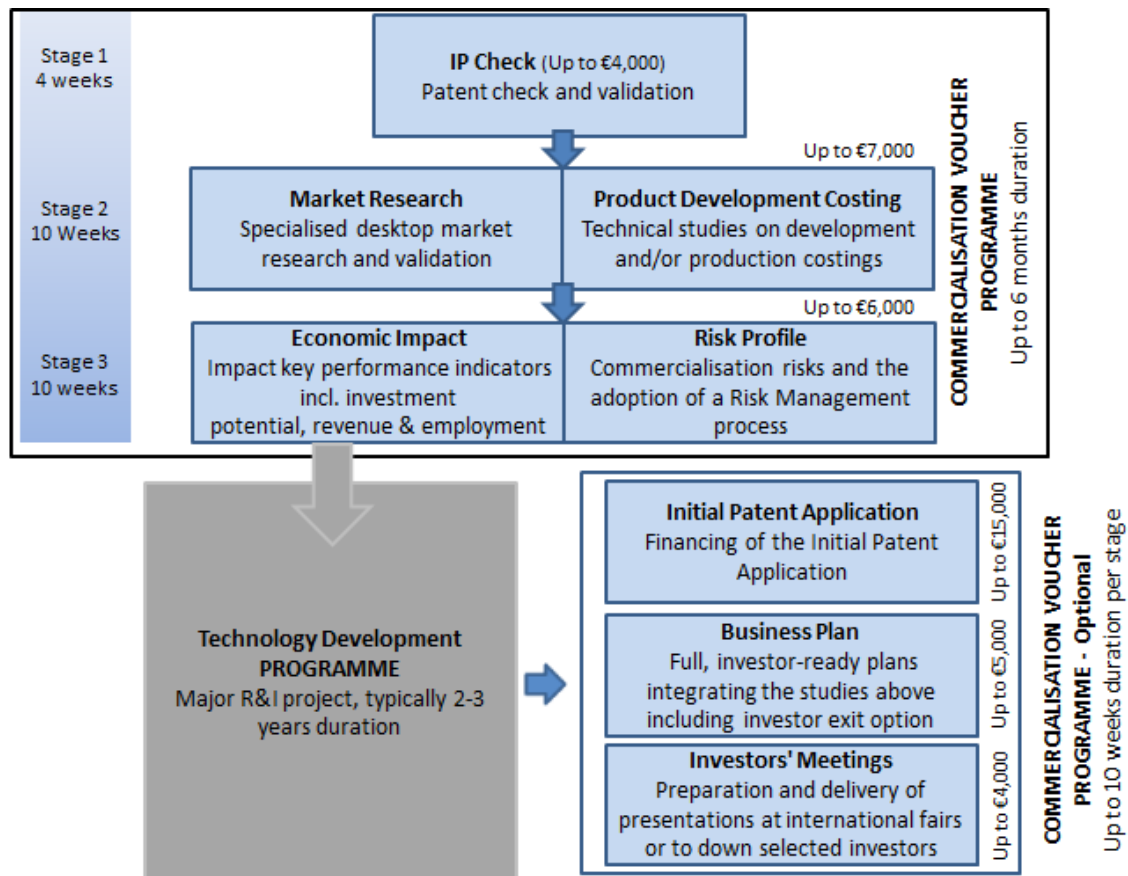 Stage 1
4 weeks
IP Check (Up to €4,000)
Patent check and validation
Up to €7,000
Stage 2
10 Weeks
Market Research
Specialised desktop market
research and validation
Product Development Costing
Technical studies on development
and/or production costings
Up to €6,000
Stage 3
10 weeks
Economic Impact
Impact key performance indicators
incl. investment
potential, revenue & employment
Risk Profile
Commercialisation risks and the
adoption of a Risk Management
process
COMMERCIALISATION VOUCHER
PROGRAMME
Up to 6 months duration
Technology Development
PROGRAMME
Major R&I project, typically 2-3
years duration
Initial Patent Application
Financing of the Initial Patent
Application
Up to €15,000
Business Plan
Full, investor-ready plans
integrating the studies above
including investor exit option
Up to €5,000
Investors' Meetings
Preparation and delivery of
presentations at international fairs
or to down selected investors
Up to €4,000
COMMERCIALISATION VOUCHER
PROGRAMME - Optional
Up to 10 weeks duration per stage